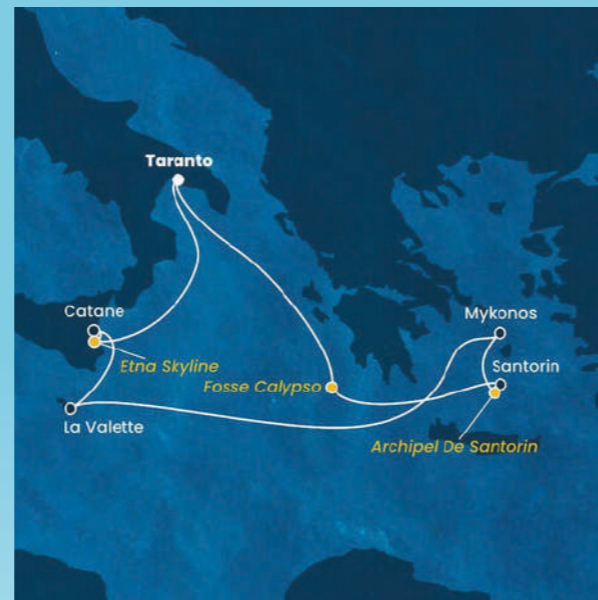 Taranto
Catane
Mykonos
Etna Skyline
Santorin
Fosse Calypso
La Valette
Archipel De Santorin